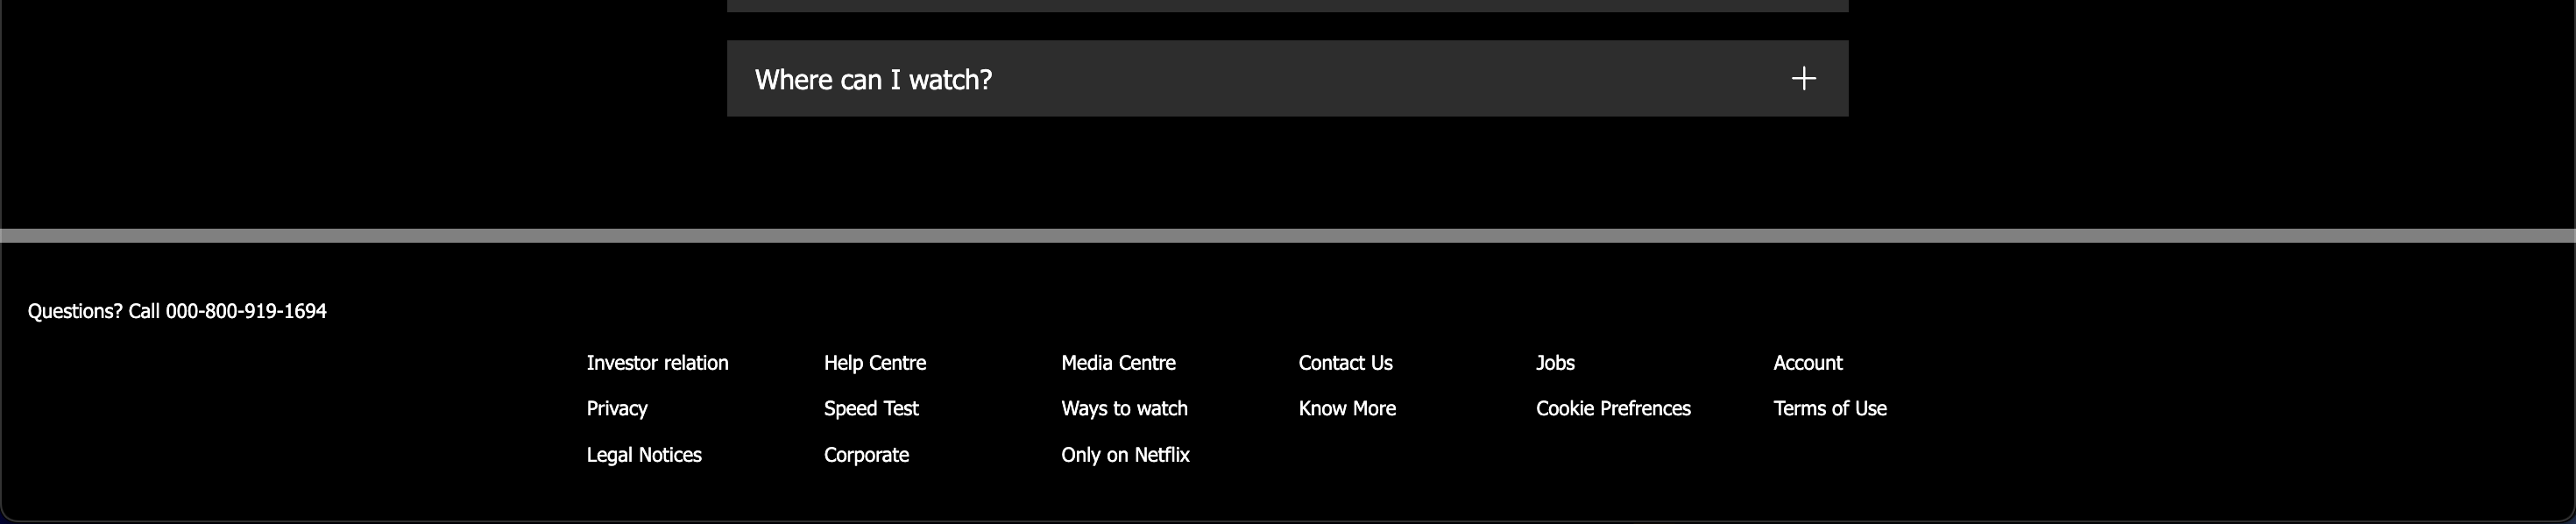 Where can I watch?
Questions? Call 000-800-919-1694
Investor relation Help Centre Media Centre Contact Us Jobs Account
Privacy Speed Test Ways to watch Know More Cookie Prefrences Terms of Use
Legal Notices Corporate Only on Netflix